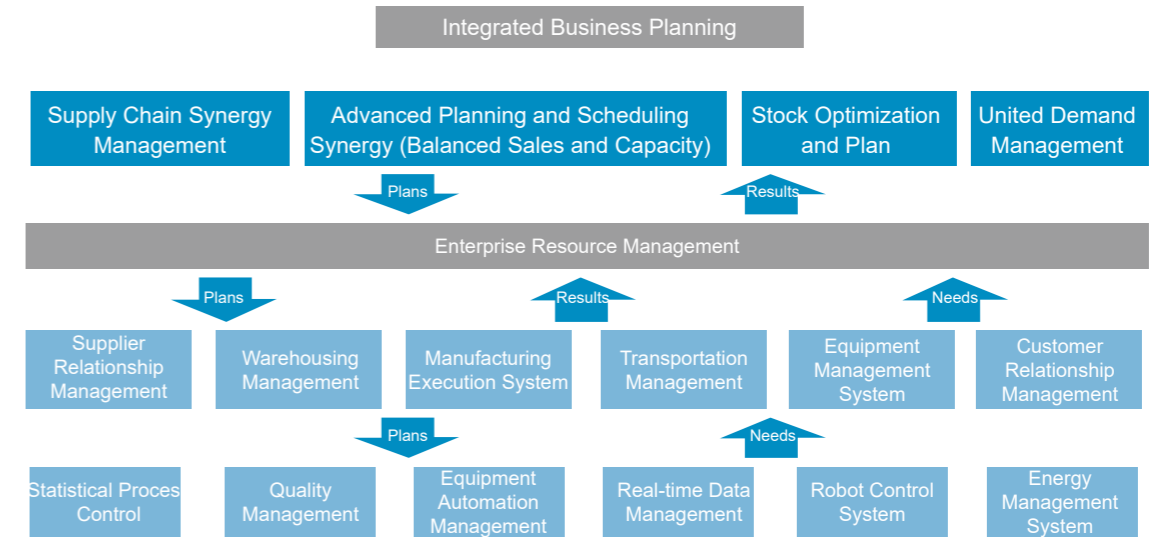 Integrated Business Planning
Supply Chain Synergy
Management
Advanced Planning and Scheduling
Synergy (Balanced Sales and Capacity)
Stock Optimization
and Plan
United Demand
Management
Plans
Results
Enterprise Resource Management
Plans
Results
Needs
Supplier
Relationship
Management
Warehousing
Management
Manufacturing
Execution System
Transportation
Management
Equipment
Management
System
Customer
Relationship
Management
Plans
Needs
Statistical Proces
Control
Quality
Management
Equipment
Automation
Management
Real-time Data
Management
Robot Control
System
Energy
Management
System